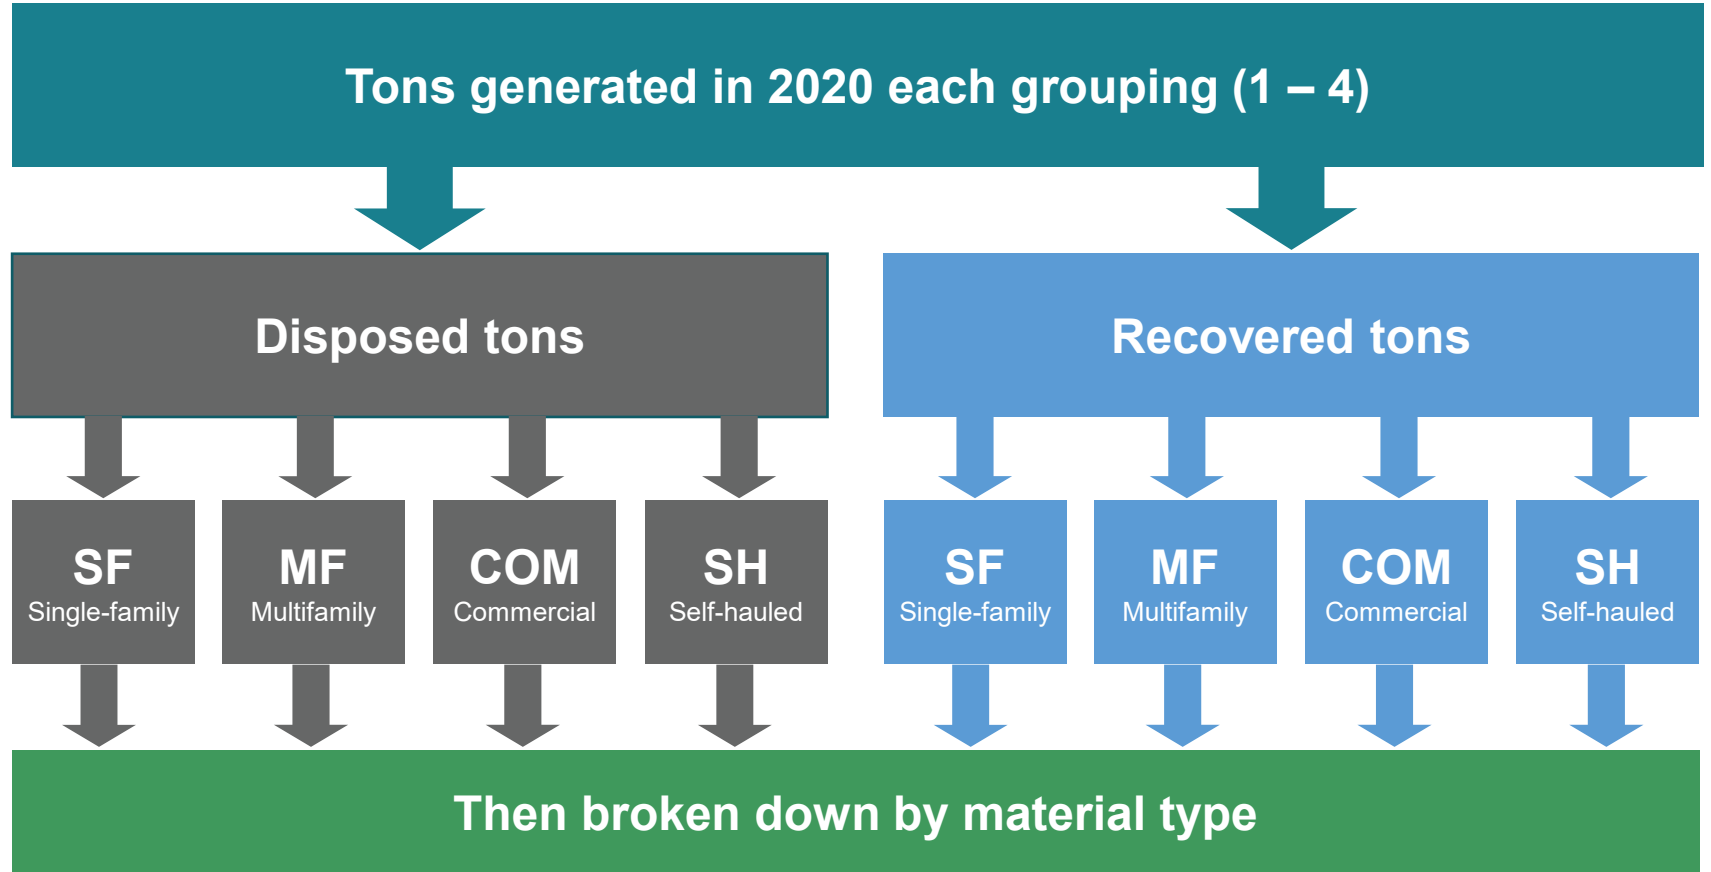 Tons generated in 2020 each grouping (1 – 4)
Disposed tons
Recovered tons
SF
Single-family
MF
Multifamily
COM
Commercial
SH
Self-hauled
SF
Single-family
MF
Multifamily
COM
Commercial
SH
Self-hauled
Then broken down by material type